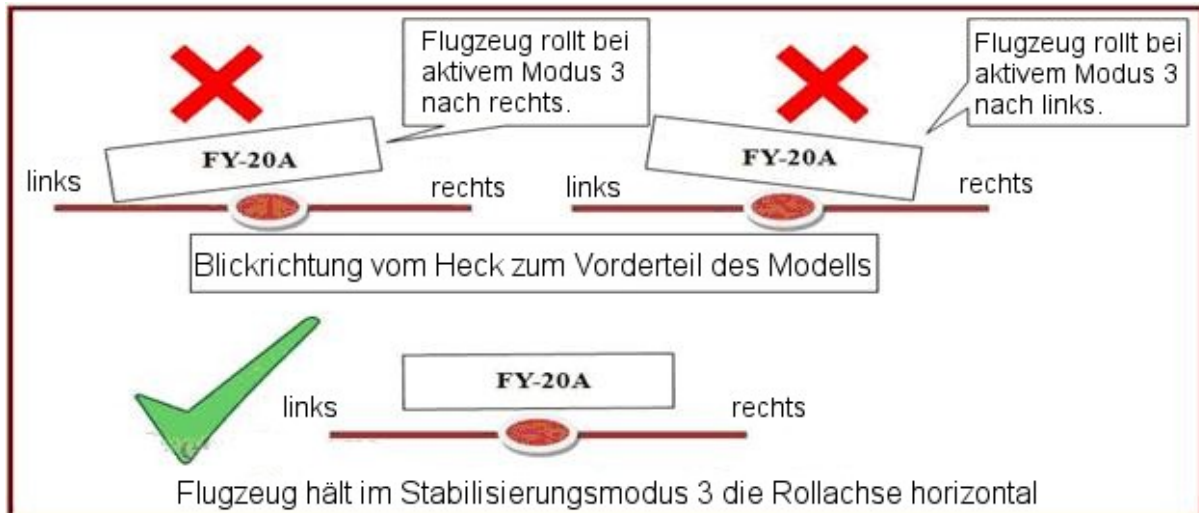 Flugzeug rollt bei
aktivem Modus 3
nach rechts.
Flugzeug rollt bei
aktivem Modus 3
nach links.
FY-20A
FY-20A
links
rechts
links
rechts
Blickrichtung vom Heck zum Vorderteil des Modells
FY-20A
links
rechts
Flugzeug hält im Stabilisierungsmodus 3 die Rollachse horizontal